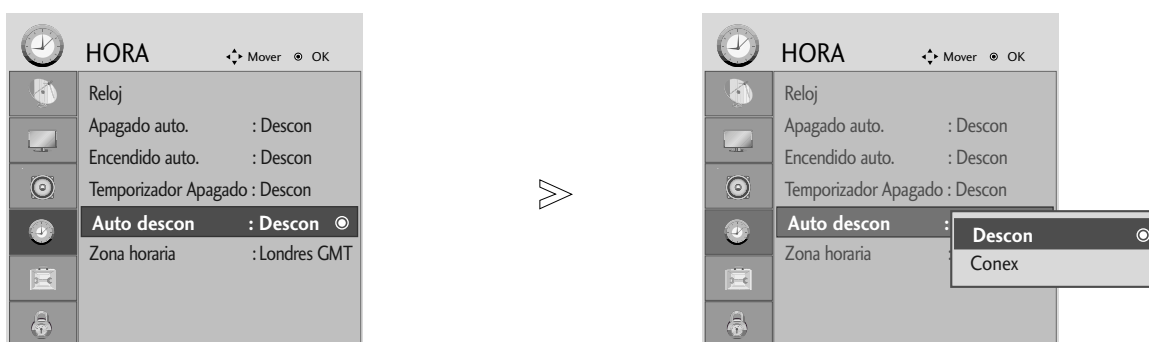 HORA Mover OK
Reloj
Apagado auto. : Descon
Encendido auto. : Descon
Temporizador Apagado : Descon
Auto descon : Descon
Zona horaria : Londres GMT
HORA Mover OK
Reloj
Apagado auto. : Descon
Encendido auto. : Descon
Temporizador Apagado : Descon
Auto descon :
Zona horaria :
Descon
Conex